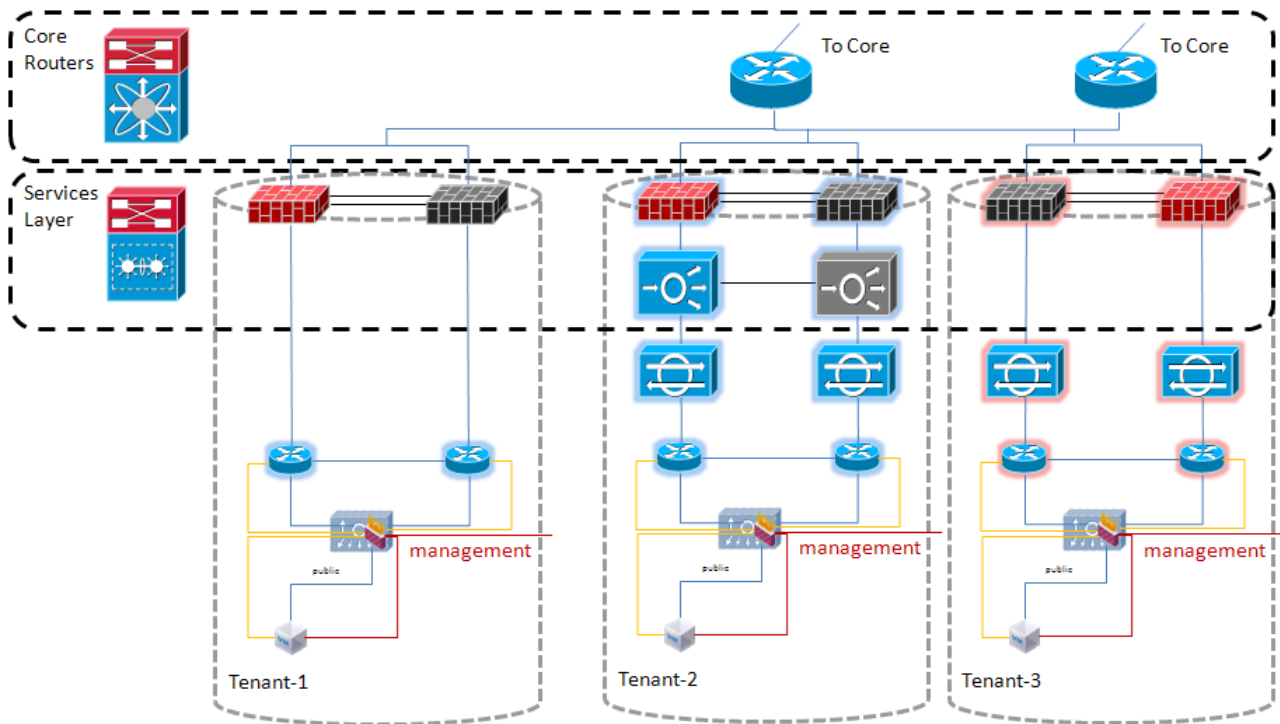 Core
Routers
To Core
To Core
Services
Layer
management
management
management
public
public
public
Tenant-1
Tenant-2
Tenant-3